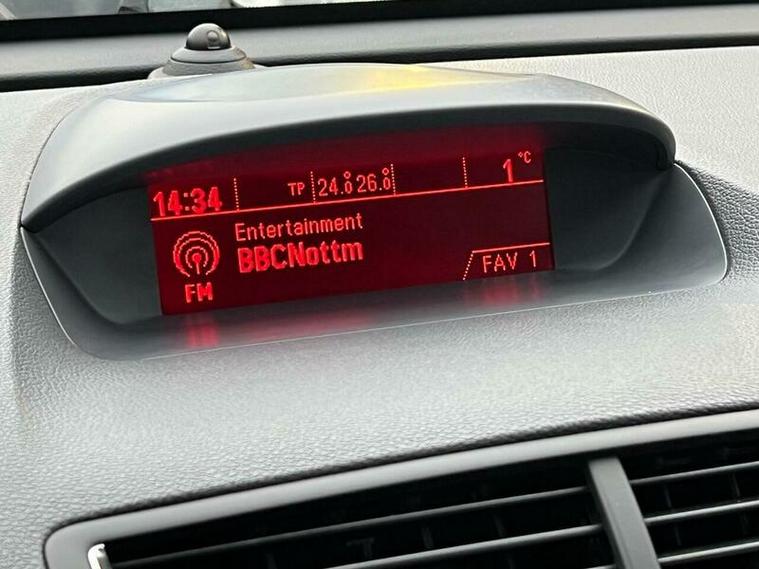 14:34 TP 24.0 26.0 1 °C
Entertainment
BBCNottm
FM
FAV 1